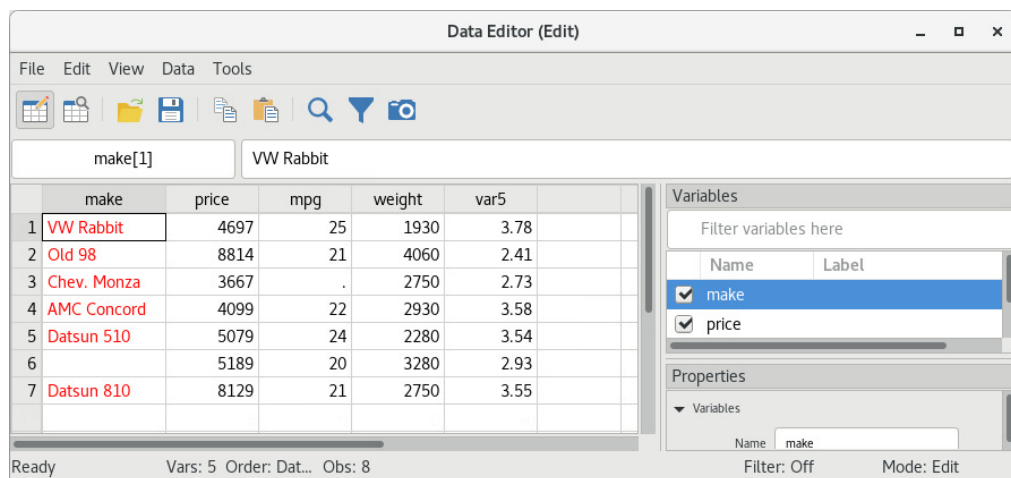 Data Editor (Edit)
File Edit View Data Tools
make[1] VW Rabbit
make price mpg weight var5
1 VW Rabbit 4697 25 1930 3.78
2 Old 98 8814 21 4060 2.41
3 Chev. Monza 3667 . 2750 2.73
4 AMC Concord 4099 22 2930 3.58
5 Datsun 510 5079 24 2280 3.54
6 5189 20 3280 2.93
7 Datsun 810 8129 21 2750 3.55
Variables
Filter variables here
Name Label
make
price
Properties
Variables
Name make
Ready Vars: 5 Order: Dat... Obs: 8 Filter: Off Mode: Edit